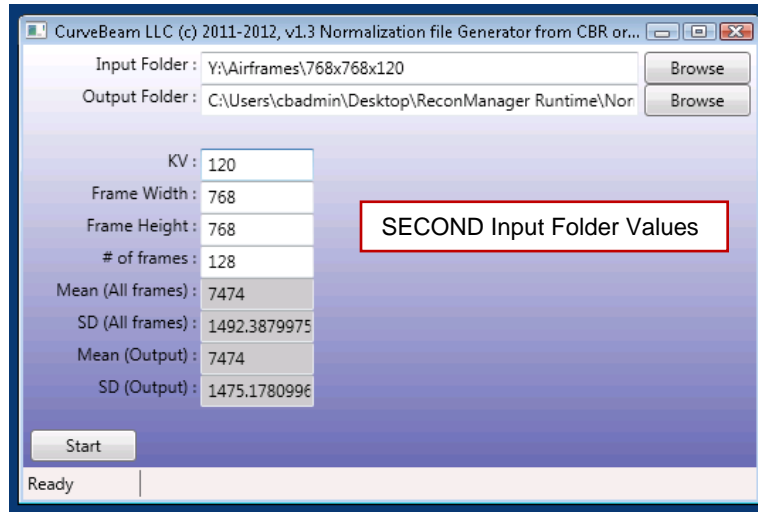 CurveBeam LLC (c) 2011-2012, v1.3 Normalization file Generator from CBR or...
Input Folder : Y:\Airframes\768x768x120 Browse
Output Folder : C:\Users\cbadmin\Desktop\ReconManager Runtime\Nor Browse
KV : 120
Frame Width : 768
Frame Height : 768
SECOND Input Folder Values
# of frames : 128
Mean (All frames) : 7474
SD (All frames) : 1492.3879975
Mean (Output) : 7474
SD (Output) : 1475.1780996
Start
Ready